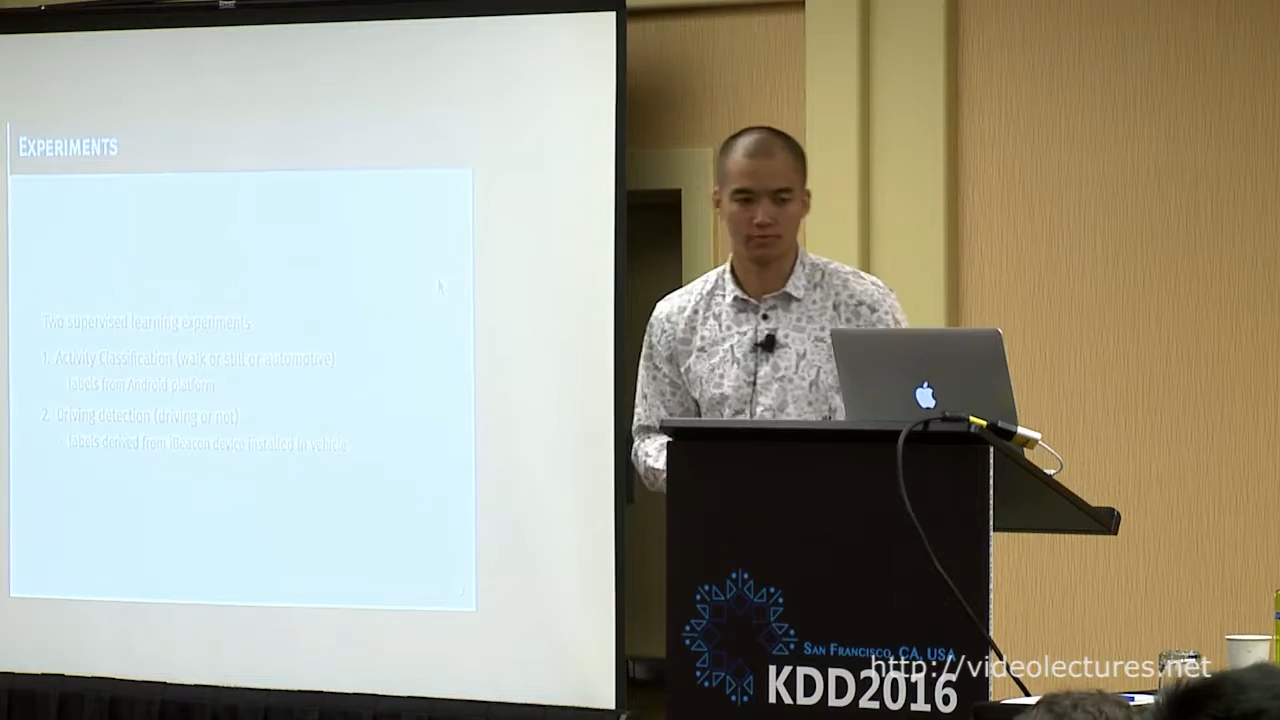 EXPERIMENTS
Two supervised learning experiments
1. Activity Classification (walk or still or automotive)
labels from Android platform
2. Driving detection (driving or not)
labels derived from iBeacon device installed in vehicle
SAN FRANCISCO, CA, USA
http://videolectures.net
KDD2016